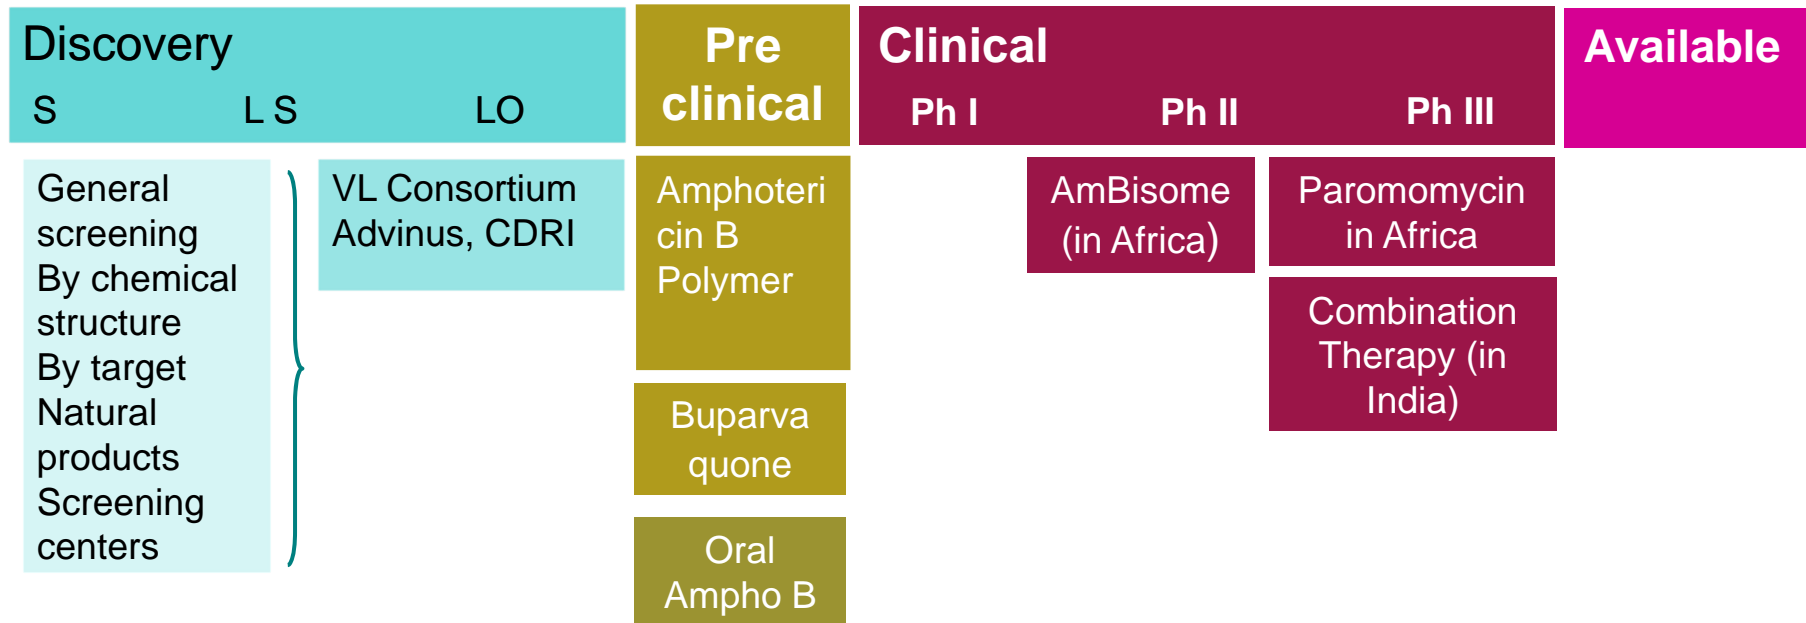 Discovery
S L S LO
Pre
clinical
Clinical
Ph I Ph II Ph III
Available
General
screening
By chemical
structure
By target
Natural
products
Screening
centers
VL Consortium
Advinus, CDRI
Amphoteri
cin B
Polymer
Buparva
quone
Oral
Ampho B
AmBisome
(in Africa)
Paromomycin
in Africa
Combination
Therapy (in
India)